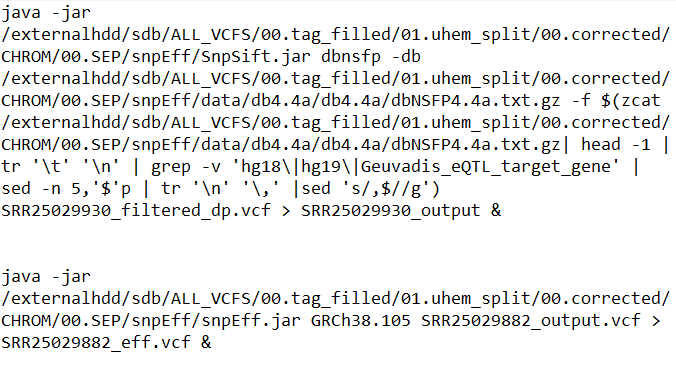 java -jar
/externalhdd/sdb/ALL_VCFS/00.tag_filled/01.uhem_split/00.corrected/
CHROM/00.SEP/snpEff/SnpSift.jar dbnsfp -db
/externalhdd/sdb/ALL_VCFS/00.tag_filled/01.uhem_split/00.corrected/
CHROM/00.SEP/snpEff/data/db4.4a/db4.4a/dbNSFP4.4a.txt.gz -f $(zcat
/externalhdd/sdb/ALL_VCFS/00.tag_filled/01.uhem_split/00.corrected/
CHROM/00.SEP/snpEff/data/db4.4a/db4.4a/dbNSFP4.4a.txt.gz| head -1 |
tr '\t' '\n' | grep -v 'hg18\|hg19\|Geuvadis_eQTL_target_gene' |
sed -n 5,'$'p | tr '\n' '\,' |sed 's/,$//g')
SRR25029930_filtered_dp.vcf > SRR25029930_output &
java -jar
/externalhdd/sdb/ALL_VCFS/00.tag_filled/01.uhem_split/00.corrected/
CHROM/00.SEP/snpEff/snpEff.jar GRCh38.105 SRR25029882_output.vcf >
SRR25029882_eff.vcf &